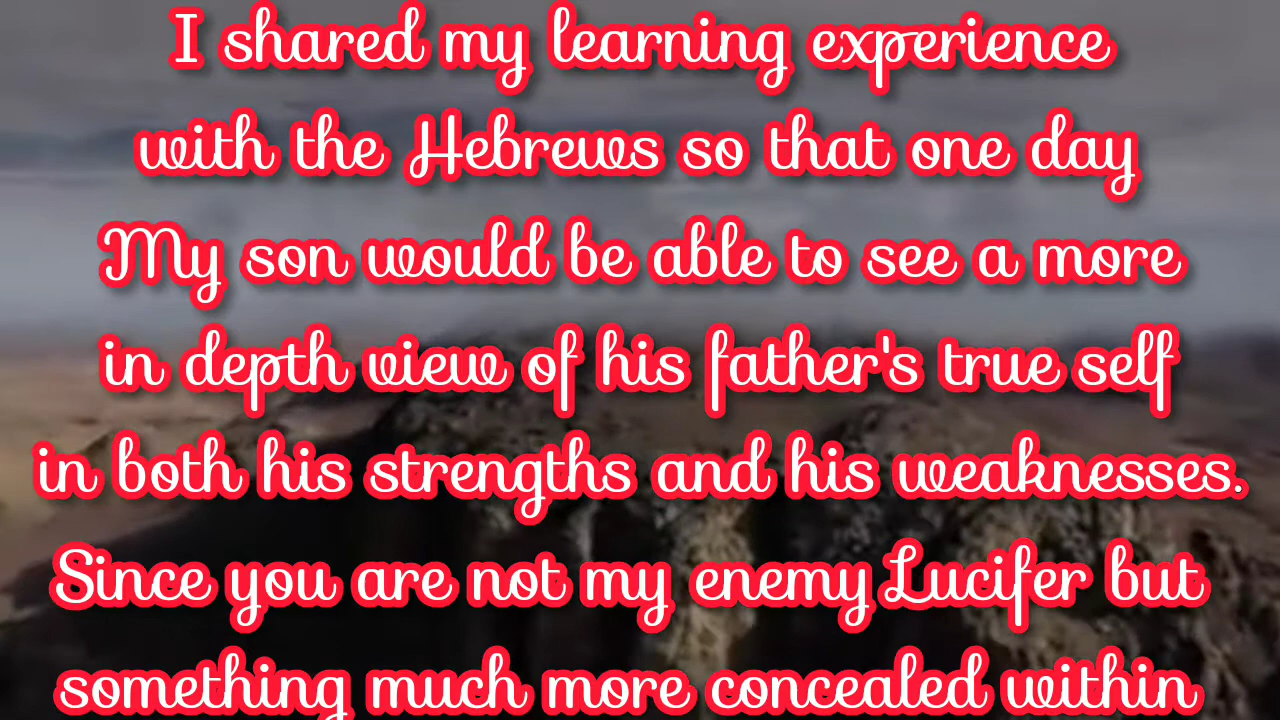 I shared my learning experience
with the Hebrews so that one day
My son would be able to see a more
in depth view of his father's true self
in both his strengths and his weaknesses.
Since you are not my enemy Lucifer but
something much more concealed within